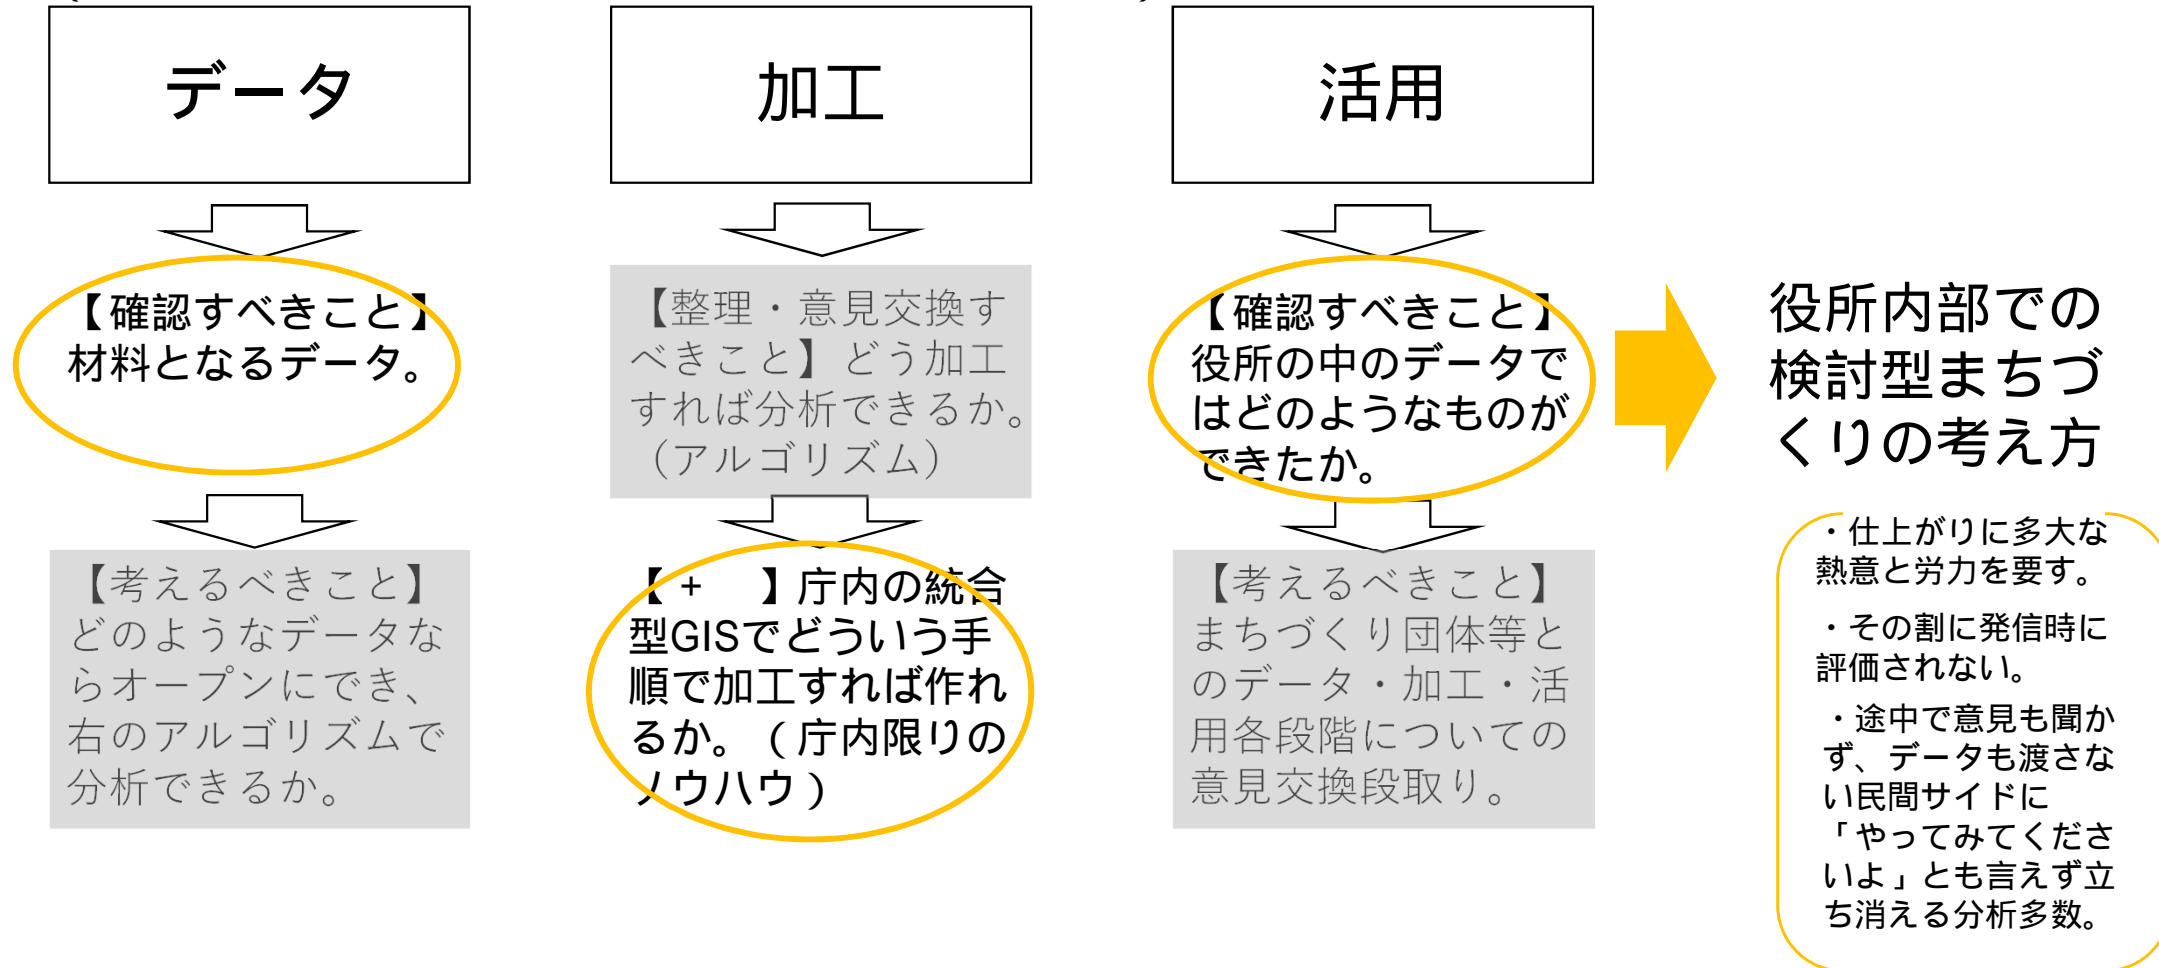 データ
【確認すべきこと】
材料となるデータ。
【考えるべきこと】
どのようなデータな
らオープンにでき、
右のアルゴリズムで
分析できるか。
加工
【整理・意見交換す
べきこと】どう加工
すれば分析できるか。
（アルゴリズム）
【+　】庁内の統合
型GISでどういう手
順で加工すれば作れ
るか。（庁内限りの
ノウハウ）
活用
【確認すべきこと】
役所の中のデータで
はどのようなものが
できたか。
【考えるべきこと】
まちづくり団体等と
のデータ・加工・活
用各段階についての
意見交換段取り。
役所内部での
検討型まちづ
くりの考え方
・仕上がりに多大な
熱意と労力を要す。
・その割に発信時に
評価されない。
・途中で意見も聞か
ず、データも渡さな
い民間サイドに
「やってみてくださ
いよ」とも言えず立
ち消える分析多数。